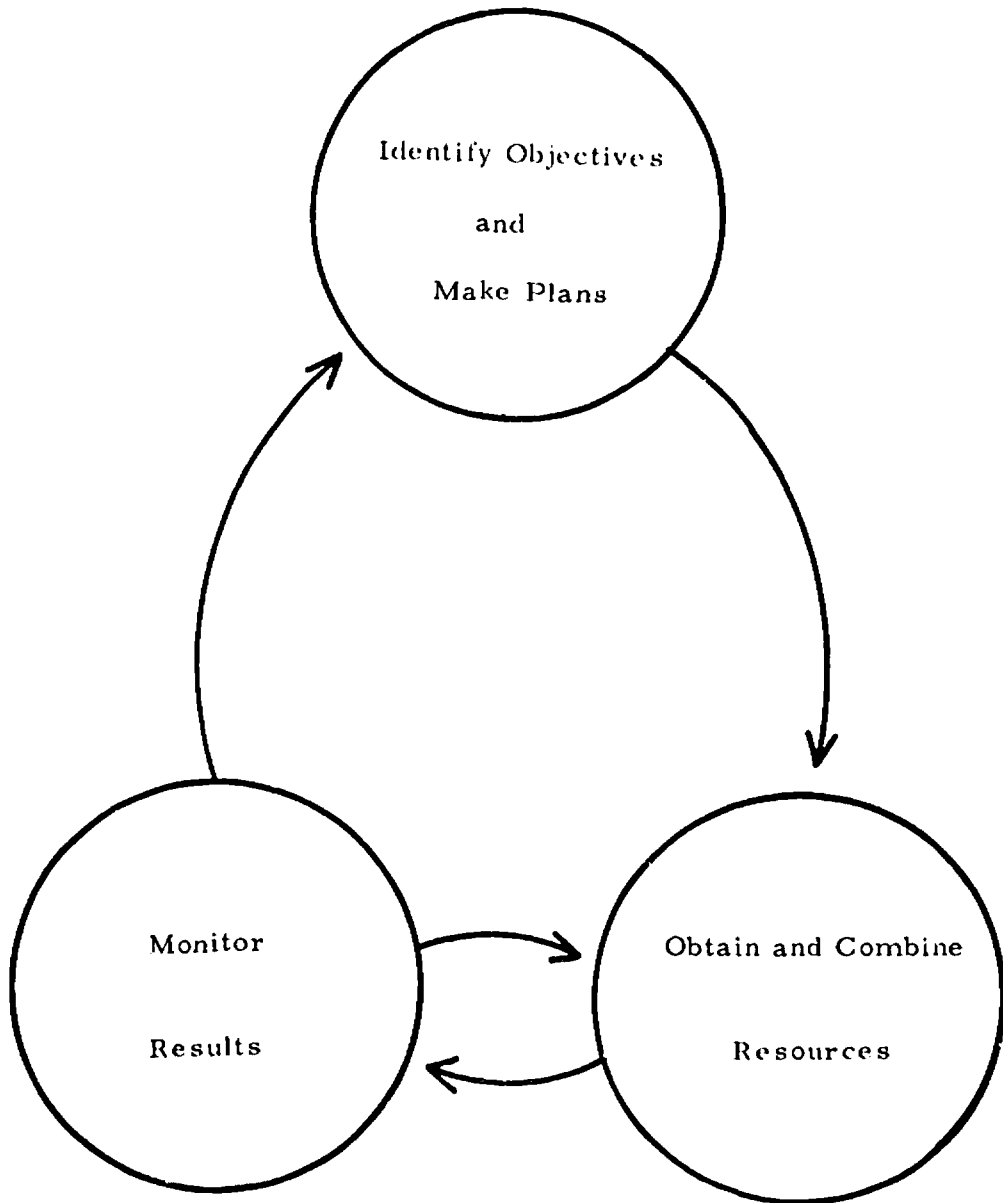 Identify Objectives
and
Make Plans
Monitor
Results
Obtain and Combine
Resources